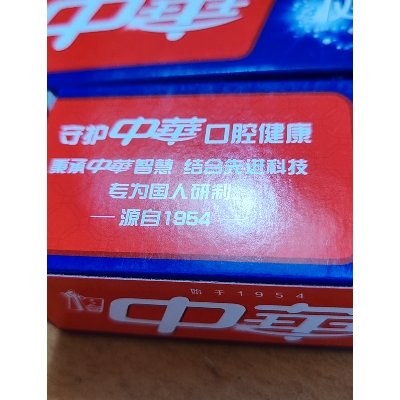 中華
守护中華口腔健康
秉承中華智慧 结合先进科技
专为国人研制
——源自1954
始于1954
中華